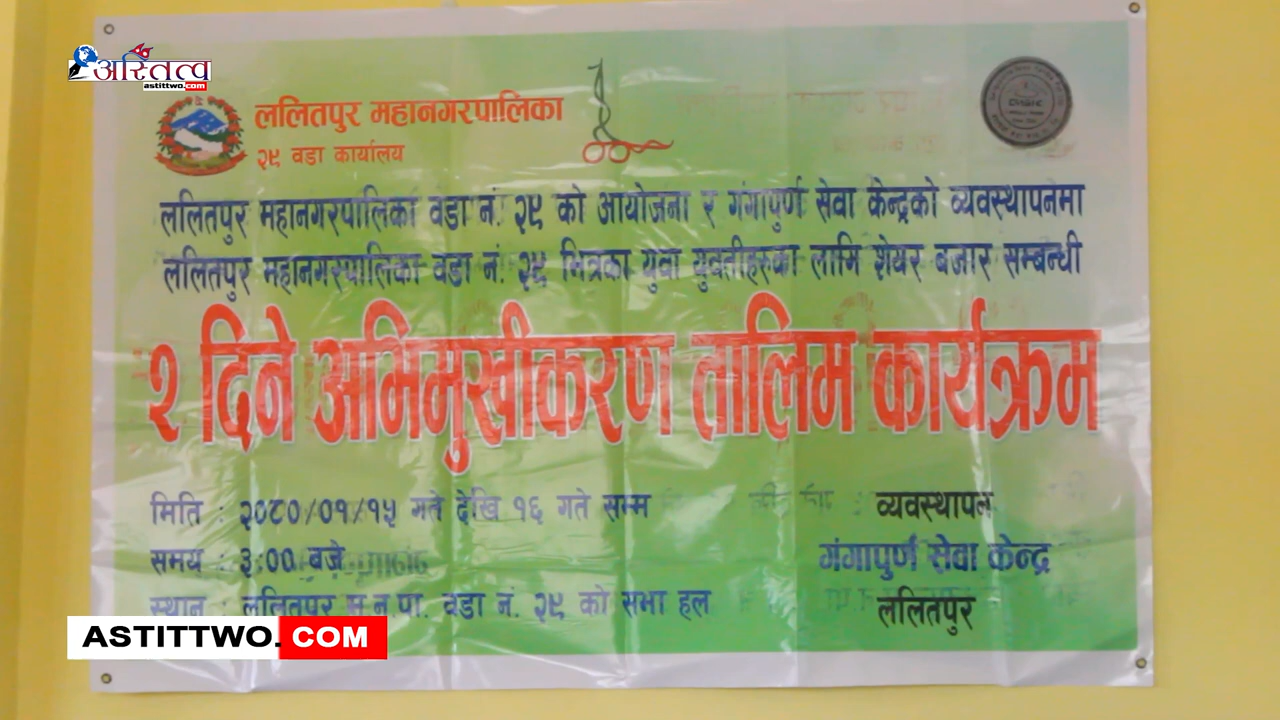 अस्तित्व
astittwo.com
ललितपुर महानगरपालिका
२९ वडा कार्यालय
ललितपुर महानगरपालिका वडा नं. २९ को आयोजना र गंगापुर्ण सेवा केन्द्रको व्यवस्थापनमा
ललितपुर महानगरपालिका वडा नं. २९ भित्रका युवा युवतीहरुका लागि शेयर बजार सम्बन्धी
२ दिने अभिमुखीकरण तालिम कार्यक्रम
मिति : २०८०/०१/१५ गते देखि १६ गते सम्म
समय : ३:०० बजे
स्थान : ललितपुर म.न.पा. वडा नं. २९ को सभा हल
व्यवस्थापन
गंगापुर्ण सेवा केन्द्र
ललितपुर
ASTITTWO. COM